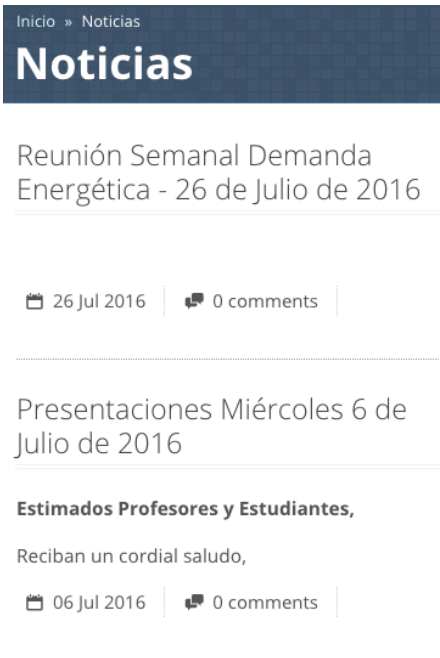 Inicio » Noticias
Noticias
Reunión Semanal Demanda
Energética - 26 de Julio de 2016
26 Jul 2016 0 comments
Presentaciones Miércoles 6 de
Julio de 2016
Estimados Profesores y Estudiantes,
Reciban un cordial saludo,
06 Jul 2016 0 comments